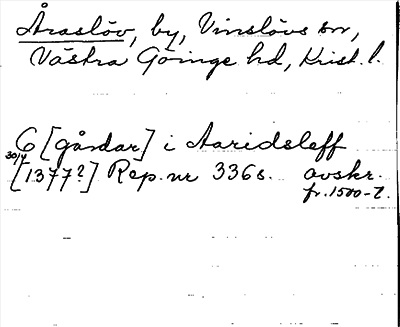 Åraslöv, by, Vinslövs sn,
Västra Göinge hd, Krist. l.
6 [gårdar] i Aaridsleff
30/4 [1377?] Rep. nr 336 s. avskr.
fr. 1500-t.